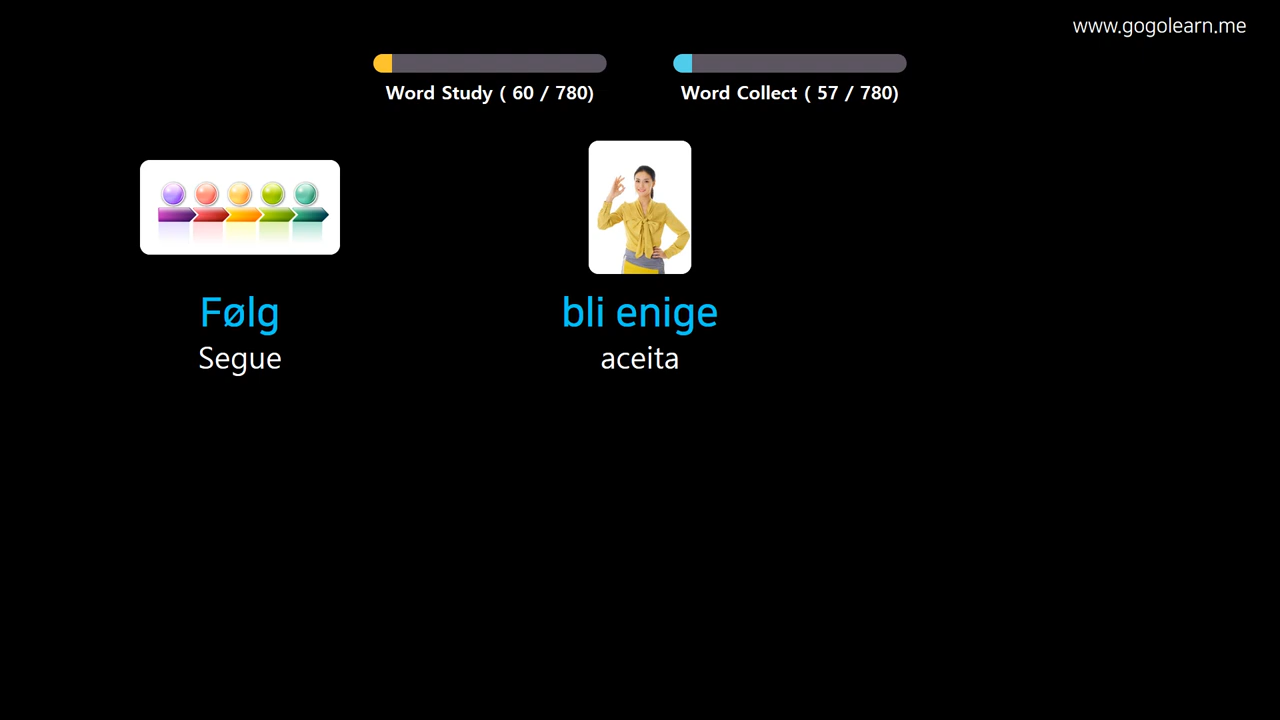 www.gogolearn.me
Word Study ( 60 / 780)
Word Collect ( 57 / 780)
Følg
Segue
bli enige
aceita